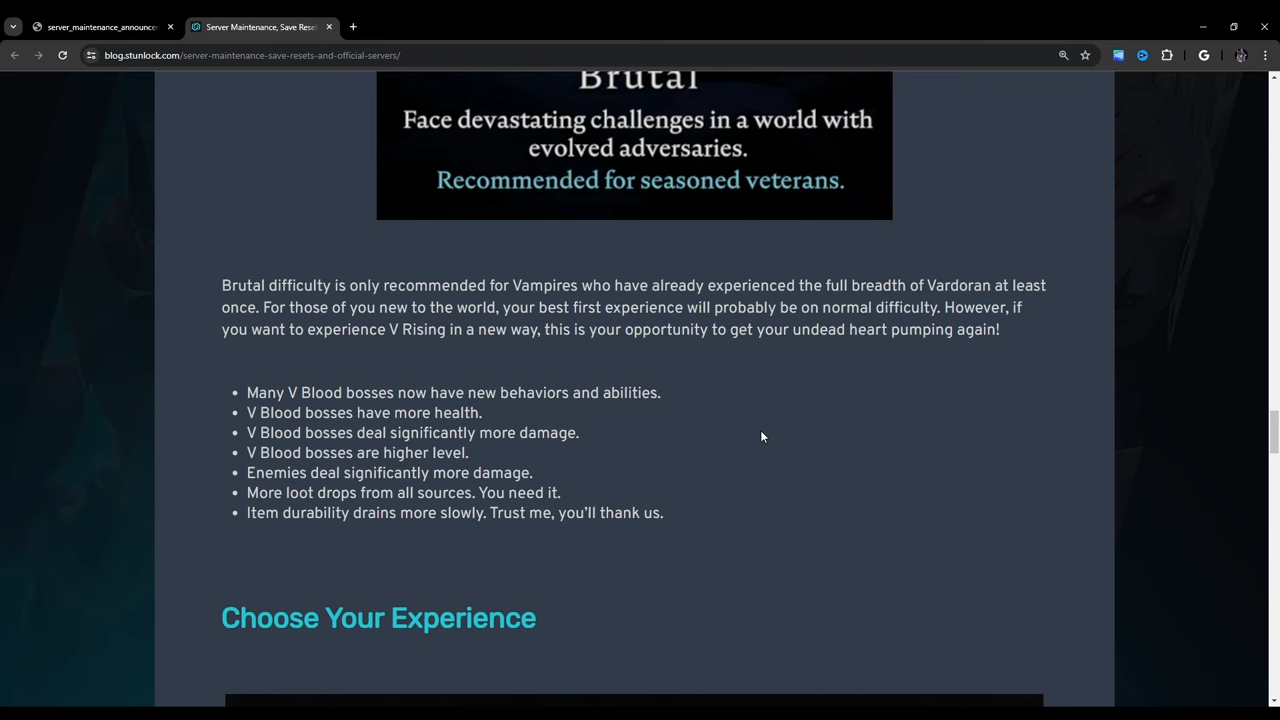 server_maintenance_announce
Server Maintenance, Save Rese
blog.stunlock.com/server-maintenance-save-resets-and-official-servers/
Brutal
Face devastating challenges in a world with
evolved adversaries.
Recommended for seasoned veterans.
Brutal difficulty is only recommended for Vampires who have already experienced the full breadth of Vardoran at least
once. For those of you new to the world, your best first experience will probably be on normal difficulty. However, if
you want to experience V Rising in a new way, this is your opportunity to get your undead heart pumping again!
• Many V Blood bosses now have new behaviors and abilities.
• V Blood bosses have more health.
• V Blood bosses deal significantly more damage.
• V Blood bosses are higher level.
• Enemies deal significantly more damage.
• More loot drops from all sources. You need it.
• Item durability drains more slowly. Trust me, you’ll thank us.
Choose Your Experience